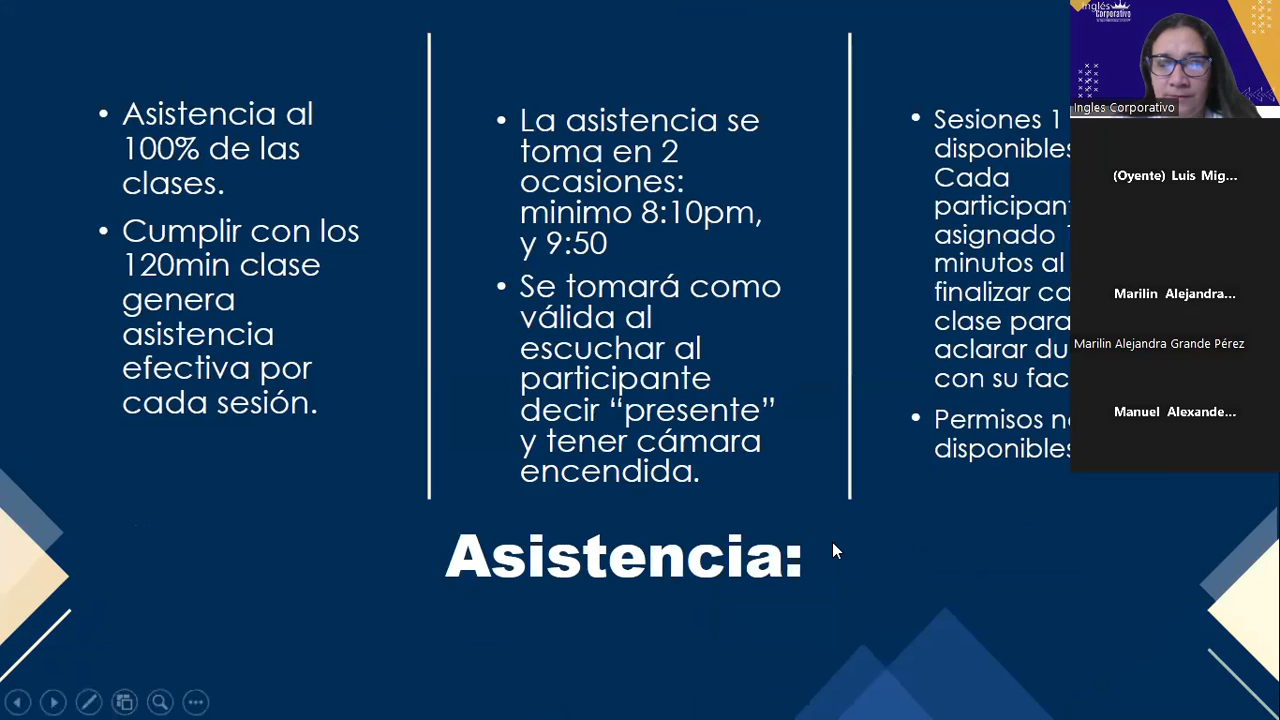 • Asistencia al
100% de las
clases.
• Cumplir con los
120min clase
genera
asistencia
efectiva por
cada sesión.
• La asistencia se
toma en 2
ocasiones:
minimo 8:10pm,
y 9:50
• Se tomará como
válida al
escuchar al
participante
decir “presente”
y tener cámara
encendida.
• Sesiones 1
disponibles
Cada
participan
asignado
minutos al
finalizar ca
clase para
aclarar du
con su fac
• Permisos n
disponibles
Asistencia:
Inglés
Corporativo
Ingles Corporativo
(Oyente) Luis Mig...
Marilin Alejandra...
Marilin Alejandra Grande Pérez
Manuel Alexande...